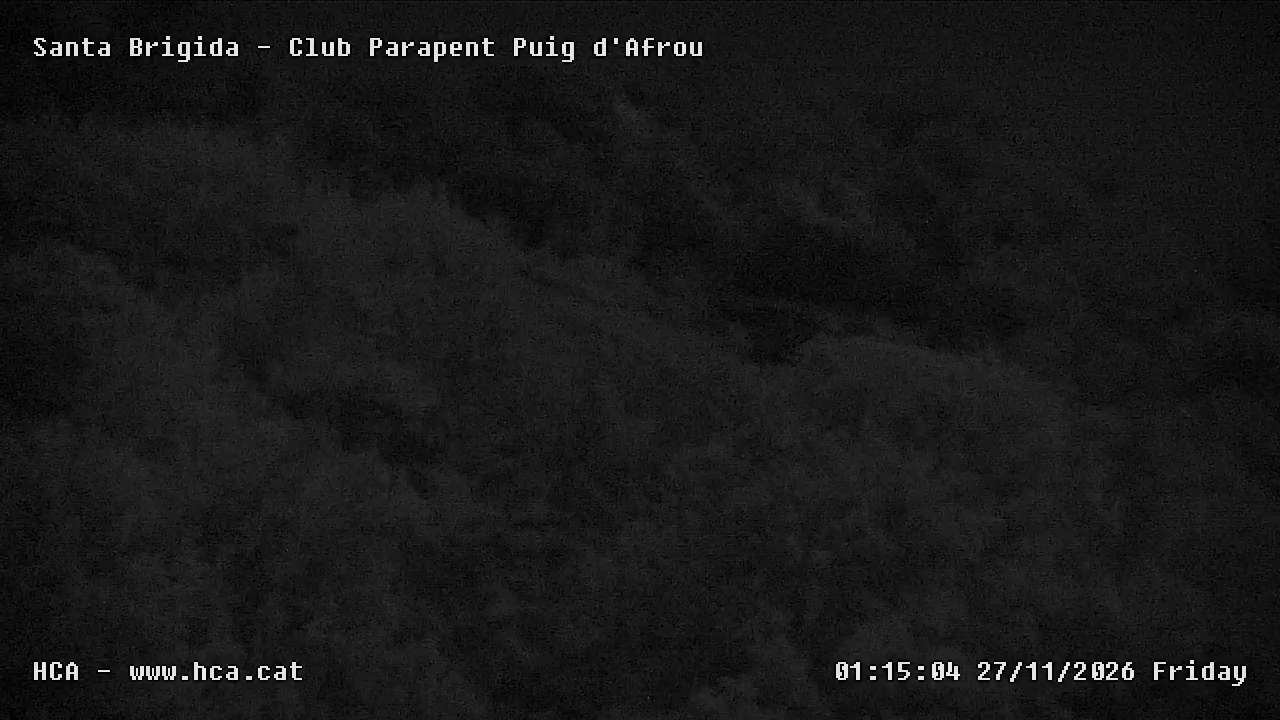 Santa Brigida - Club Parapent Puig d'Afrou
HCA - www.hca.cat
01:15:04 27/11/2026 Friday